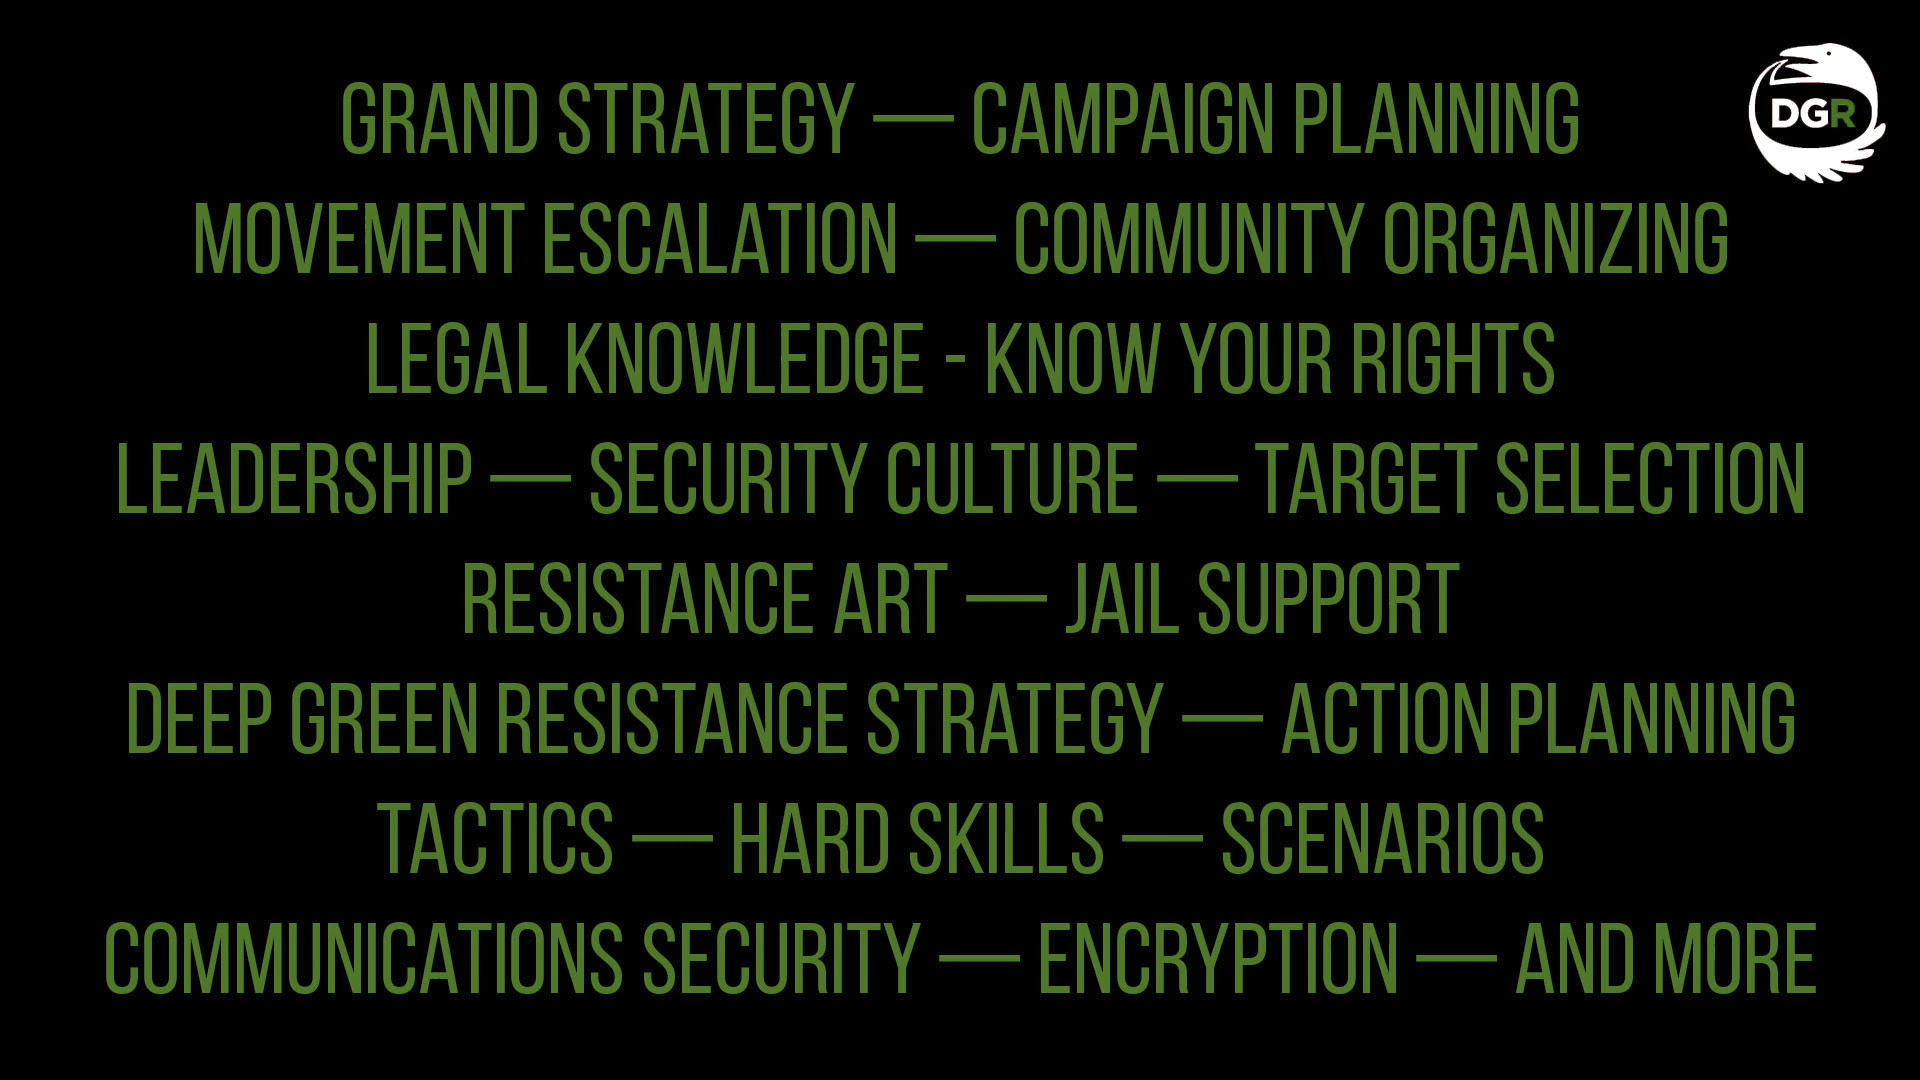 GRAND STRATEGY — CAMPAIGN PLANNING
DGR
MOVEMENT ESCALATION — COMMUNITY ORGANIZING
LEGAL KNOWLEDGE - KNOW YOUR RIGHTS
LEADERSHIP — SECURITY CULTURE — TARGET SELECTION
RESISTANCE ART — JAIL SUPPORT
DEEP GREEN RESISTANCE STRATEGY — ACTION PLANNING
TACTICS — HARD SKILLS — SCENARIOS
COMMUNICATIONS SECURITY — ENCRYPTION — AND MORE